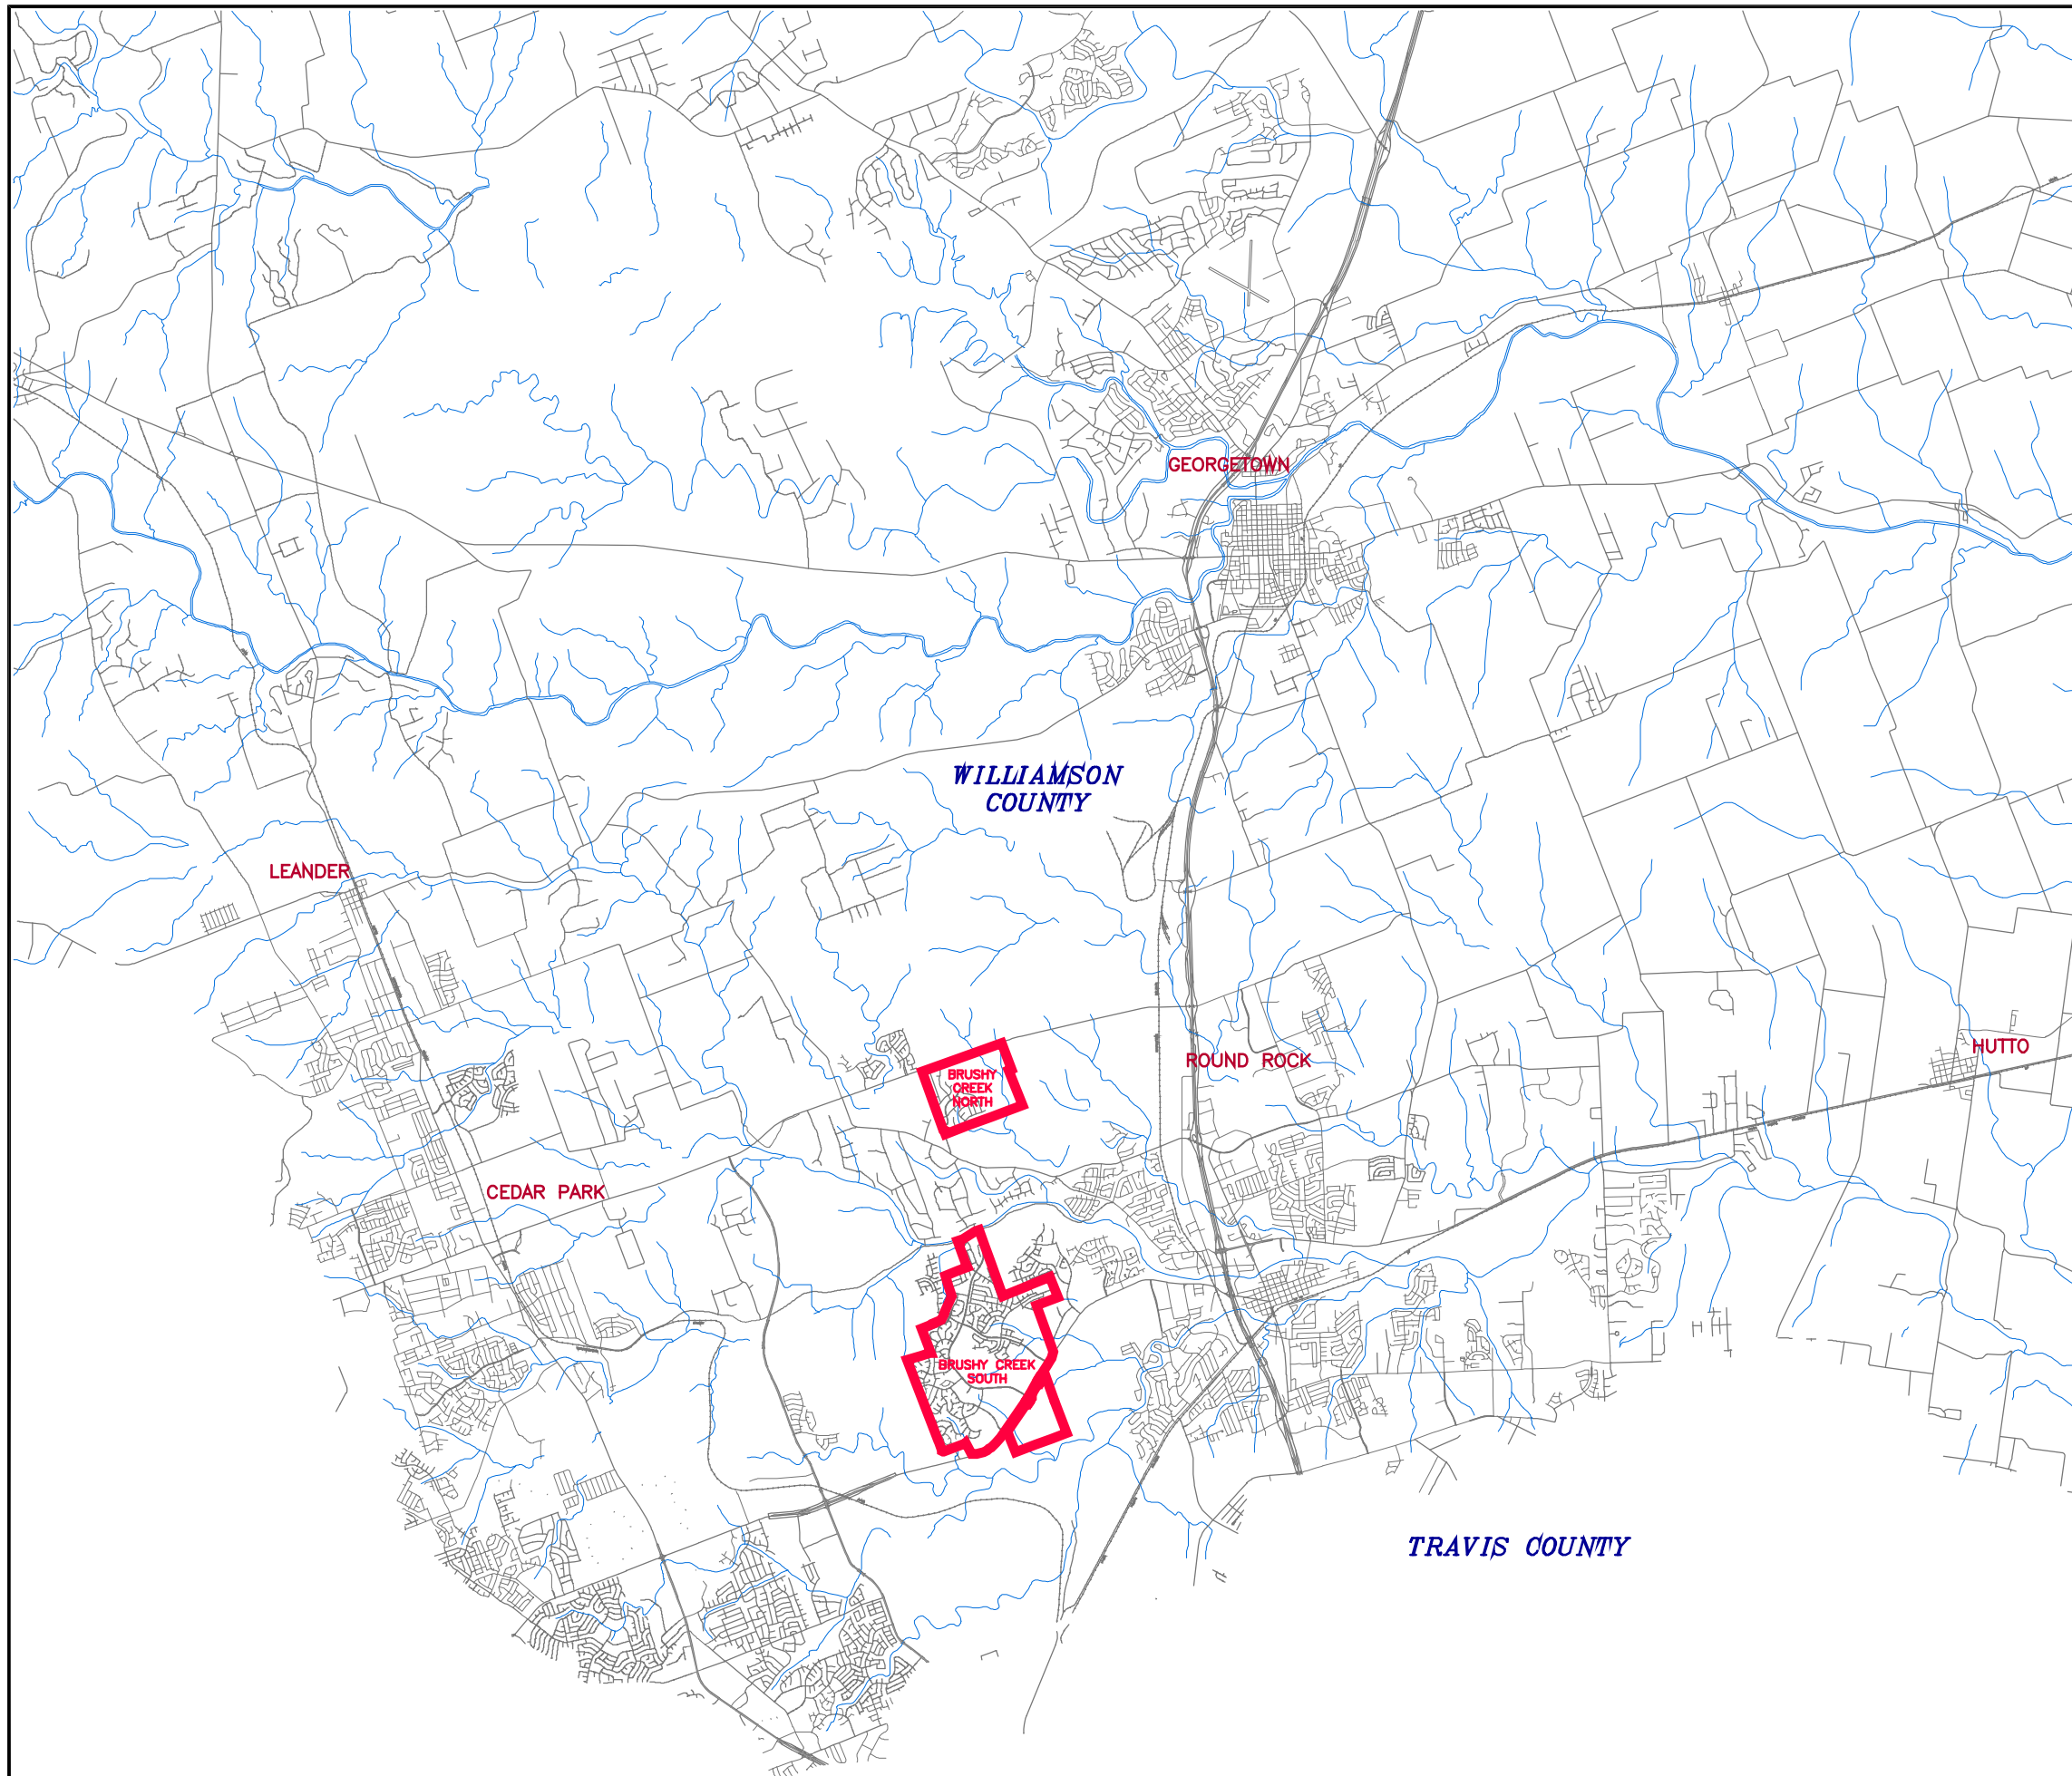 GEORGETOWN
WILLIAMSON
COUNTY
LEANDER
ROUND ROCK
HUTTO
BRUSHY
CREEK
NORTH
CEDAR PARK
BRUSHY CREEK
SOUTH
TRAVIS COUNTY